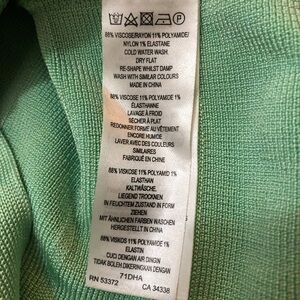 88% VISCOSE/RAYON 11% POLYAMIDE/
NYLON 1% ELASTANE
COLD WATER WASH
DRY FLAT
RE-SHAPE WHILST DAMP
WASH WITH SIMILAR COLOURS
MADE IN CHINA
88% VISCOSE 11% POLYAMIDE 1%
ÉLASTHANNE
LAVAGE À FROID
SÉCHER À PLAT
REDONNER FORME AU VÊTEMENT
ENCORE HUMIDE
LAVER AVEC DES COULEURS
SIMILAIRES
FABRIQUÉ EN CHINE
88% VISKOSE 11% POLYAMID 1%
ELASTHAN
KALTWÄSCHE.
LIEGEND TROCKNEN
IN FEUCHTEM ZUSTAND IN FORM
ZIEHEN
MIT ÄHNLICHEN FARBEN WASCHEN
HERGESTELLT IN CHINA
88% VISKOS 11% POLYAMIDE 1%
ELASTIN
CUCI DENGAN AIR DINGIN
TIDAK BOLEH DIKERINGKAN DENGAN
71DHA
RN 53372 CA 34338